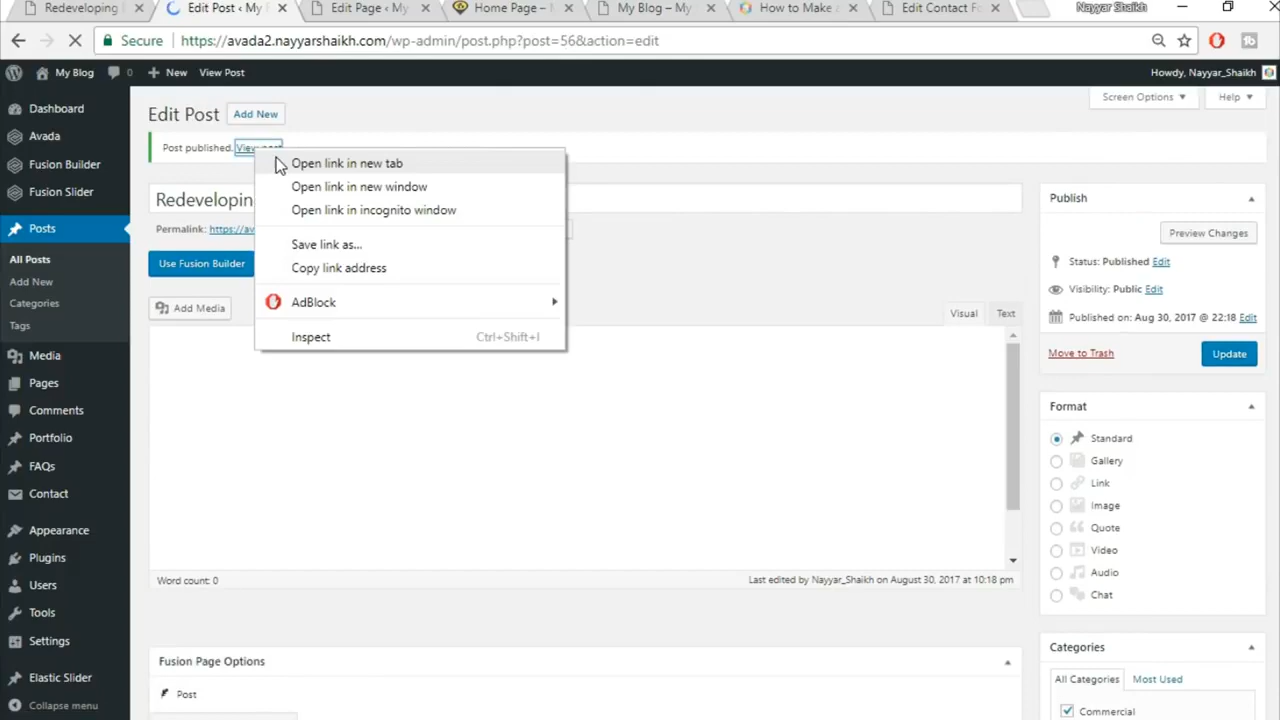 Redeveloping
Edit Post ‹ My
Edit Page ‹ My
Home Page –
My Blog –
How to Make
Edit Contact Fo
Nayyar Shaikh
Secure
https://avada2.nayyarshaikh.com/wp-admin/post.php?post=56&action=edit
My Blog
0
New
View Post
Howdy, Nayyar_Shaikh
Dashboard
Avada
Fusion Builder
Fusion Slider
Posts
All Posts
Add New
Categories
Tags
Media
Pages
Comments
Portfolio
FAQs
Contact
Appearance
Plugins
Users
Tools
Settings
Elastic Slider
Collapse menu
Screen Options
Help
Edit Post
Add New
Post published. View post
Redeveloping
Permalink: https://av
Use Fusion Builder
Add Media
Visual
Text
Open link in new tab
Open link in new window
Open link in incognito window
Save link as...
Copy link address
AdBlock
Inspect
Ctrl+Shift+I
Word count: 0
Last edited by Nayyar_Shaikh on August 30, 2017 at 10:18 pm
Fusion Page Options
Post
Publish
Preview Changes
Status: Published Edit
Visibility: Public Edit
Published on: Aug 30, 2017 @ 22:18 Edit
Move to Trash
Update
Format
Standard
Gallery
Link
Image
Quote
Video
Audio
Chat
Categories
All Categories
Most Used
Commercial